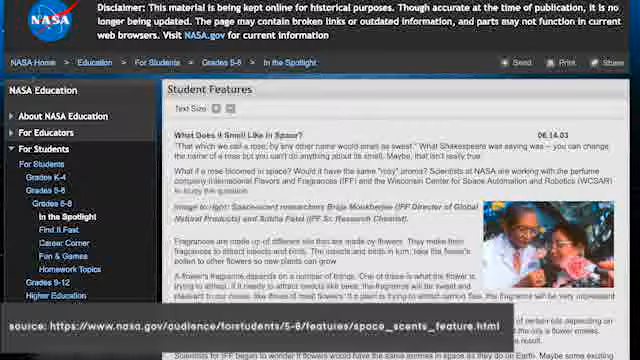 Disclaimer: This material is being kept online for historical purposes. Though accurate at the time of publication, it is no
longer being updated. The page may contain broken links or outdated information, and parts may not function in current
web browsers. Visit NASA.gov for current information
NASA
NASA Home > Education > For Students > Grades 5-8 > In the Spotlight
Send Print Share
NASA Education
About NASA Education
For Educators
For Students
For Students
Grades K-4
Grades 5-8
Grades 5-8
In the Spotlight
Find It Fast
Career Corner
Fun & Games
Homework Topics
Grades 9-12
Higher Education
Student Features
Text Size
What Does it Smell Like in Space? 06.14.03
"That which we call a rose, by any other name would smell as sweet." What Shakespeare was saying was -- you can change
the name of a rose but you can't do anything about its smell. Maybe, that isn't really true.
What if a rose bloomed in space? Would it have the same "rosy" aroma? Scientists at NASA are working with the perfume
company International Flavors and Fragrances (IFF) and the Wisconsin Center for Space Automation and Robotics (WCSAR)
to study this question.
Image to right: Spacescent researchers Braja Mookherjee (IFF Director of Global
Natural Products) and Subha Patel (IFF Sr. Research Chemist).
Fragrances are made up of different oils that are made by flowers. They make their
fragrances to attract insects and birds. The insects and birds in turn, take the flower's
pollen to other flowers so new plants can grow
A flower's fragrance depends on a number of things. One of these is what the flower is
trying to attract. If it needs to attract insects like bees, the fragrance will be sweet and
pleasant to our noses, like those of most flowers. If a plant is trying to attract carrion flies, the fragrance will be very unpleasant
of certain oils depending on
the oils a flower emits.
result.
Scientists for IFF began to wonder if flowers would have the same aromas in space as they do on Earth. Maybe some exciting
source: https://www.nasa.gov/audience/forstudents/5-8/features/space_scents_feature.html